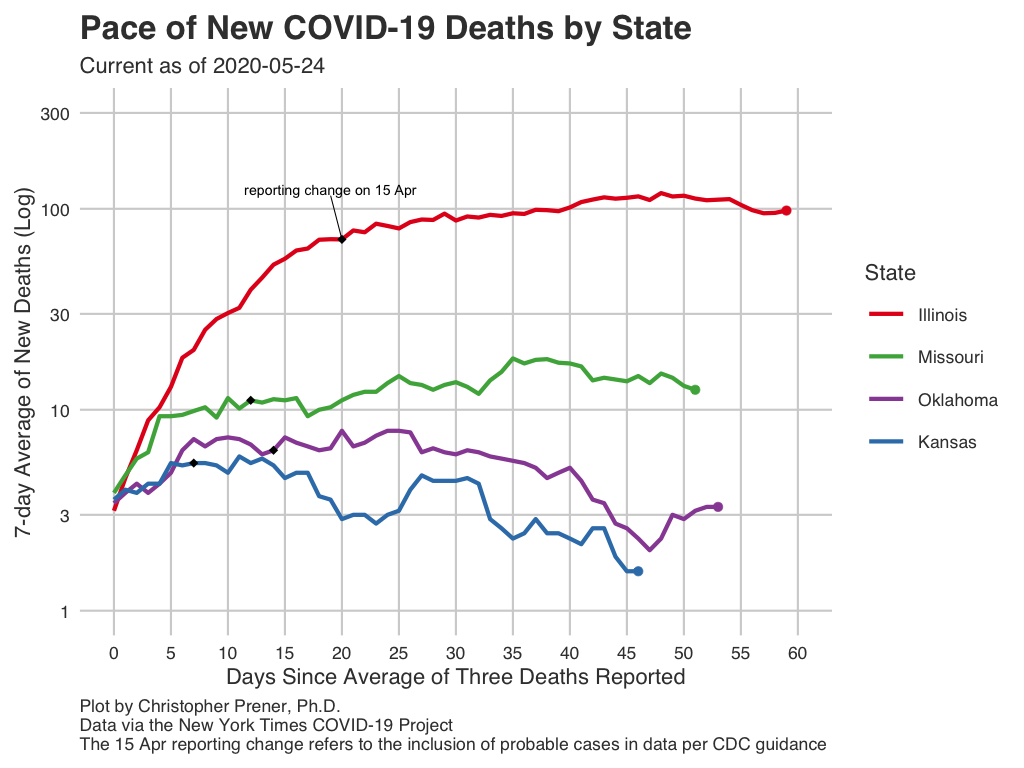 Pace of New COVID-19 Deaths by State
Current as of 2020-05-24
7-day Average of New Deaths (Log)
300
100
30
10
3
1
reporting change on 15 Apr
0 5 10 15 20 25 30 35 40 45 50 55 60
Days Since Average of Three Deaths Reported
State
Illinois
Missouri
Oklahoma
Kansas
Plot by Christopher Prener, Ph.D.
Data via the New York Times COVID-19 Project
The 15 Apr reporting change refers to the inclusion of probable cases in data per CDC guidance